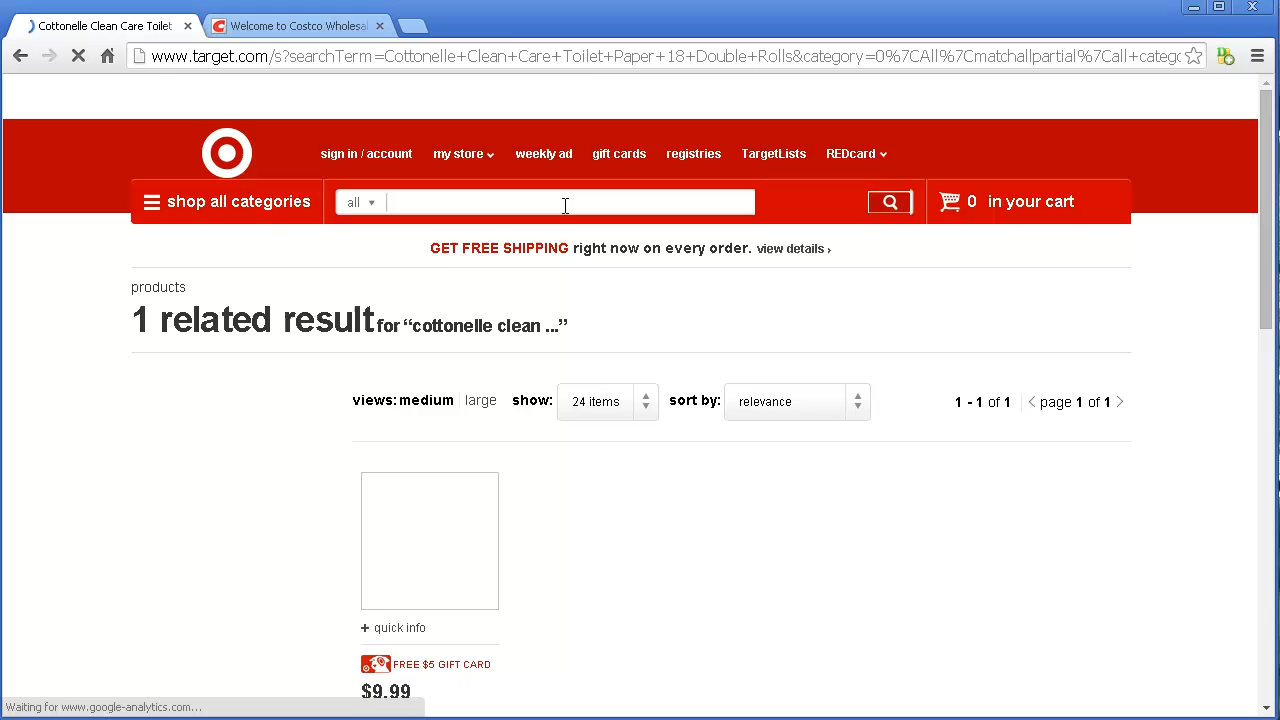 Cottonelle Clean Care Toilet
Welcome to Costco Wholesal
www.target.com/s?searchTerm=Cottonelle+Clean+Care+Toilet+Paper+18+Double+Rolls&category=0%7CAll%7Cmatchallpartial%7Call+catego
sign in / account my store weekly ad gift cards registries TargetLists REDcard
shop all categories all 0 in your cart
GET FREE SHIPPING right now on every order. view details ›
products
1 related result for “cottonelle clean ...”
views: medium large show: 24 items sort by: relevance 1 - 1 of 1 page 1 of 1
+ quick info
FREE $5 GIFT CARD
$9.99
Waiting for www.google-analytics.com...